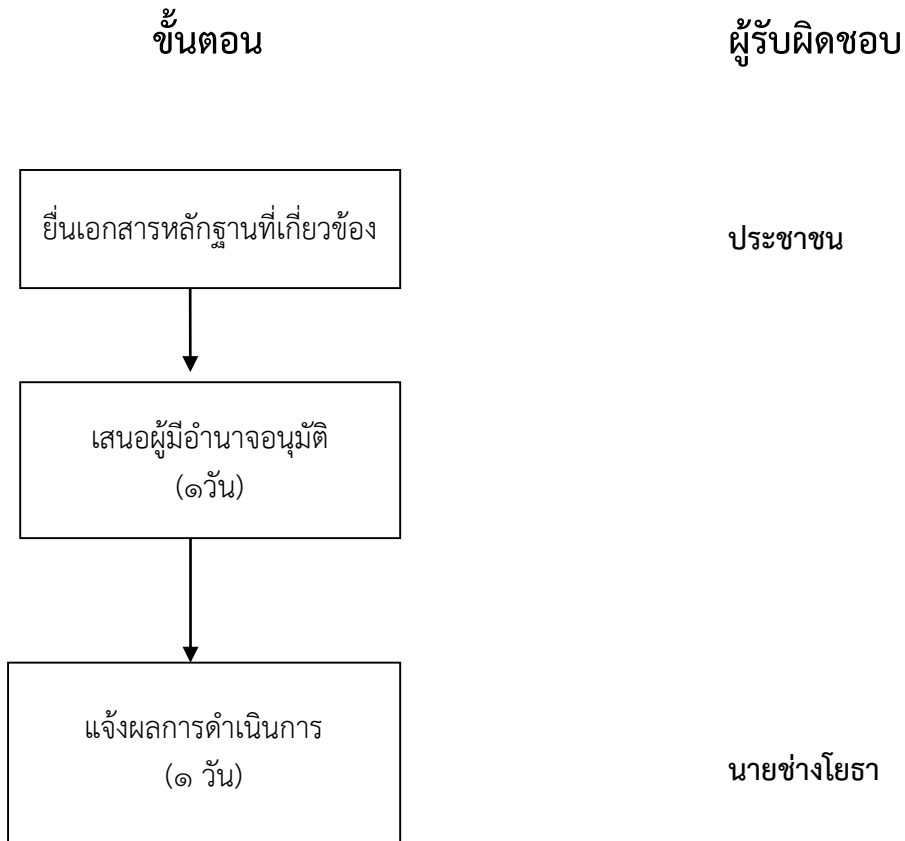 ขั้นตอน ผู้รับผิดชอบ
ยื่นเอกสารหลักฐานที่เกี่ยวข้อง ประชาชน
เสนอผู้มีอำนาจอนุมัติ
(๑วัน)
แจ้งผลการดำเนินการ
(๑ วัน) นายช่างโยธา